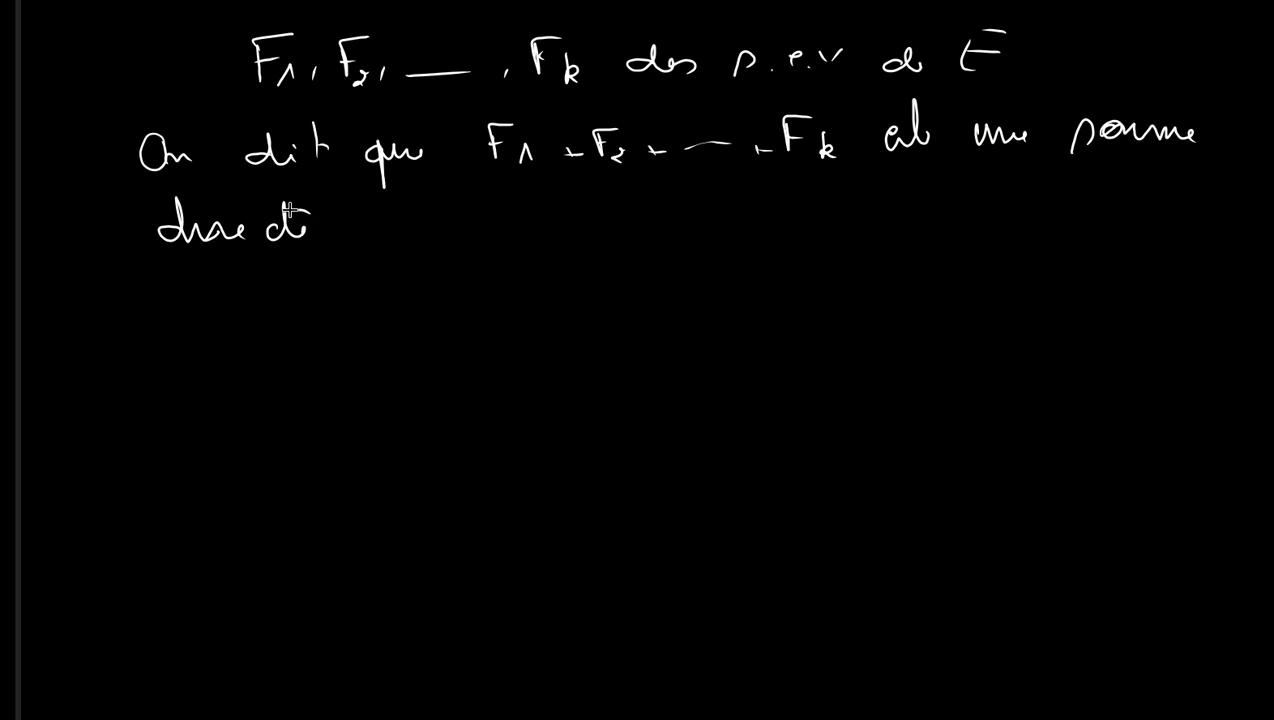 F1, F2, — , Fk des s.e.v de E
On dit que F1 + F2 + — + Fk est une somme
directe